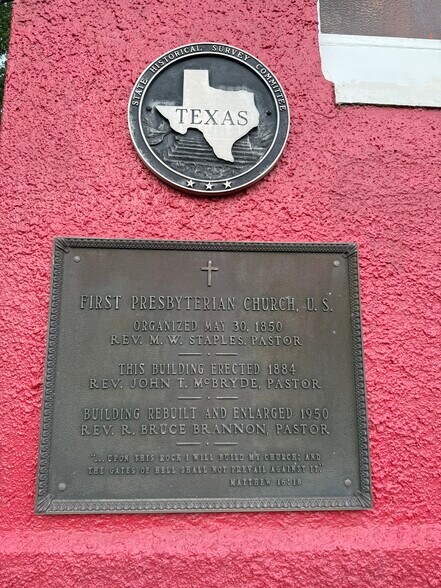 STATE HISTORICAL SURVEY COMMITTEE
TEXAS
FIRST PRESBYTERIAN CHURCH, U. S.
ORGANIZED MAY 30, 1850
REV. M. W. STAPLES, PASTOR
THIS BUILDING ERECTED 1884
REV. JOHN T. McBRYDE, PASTOR
BUILDING REBUILT AND ENLARGED 1950
REV. R. BRUCE BRANNON, PASTOR
"...UPON THIS ROCK I WILL BUILD MY CHURCH; AND
THE GATES OF HELL SHALL NOT PREVAIL AGAINST IT."
MATTHEW 16:18